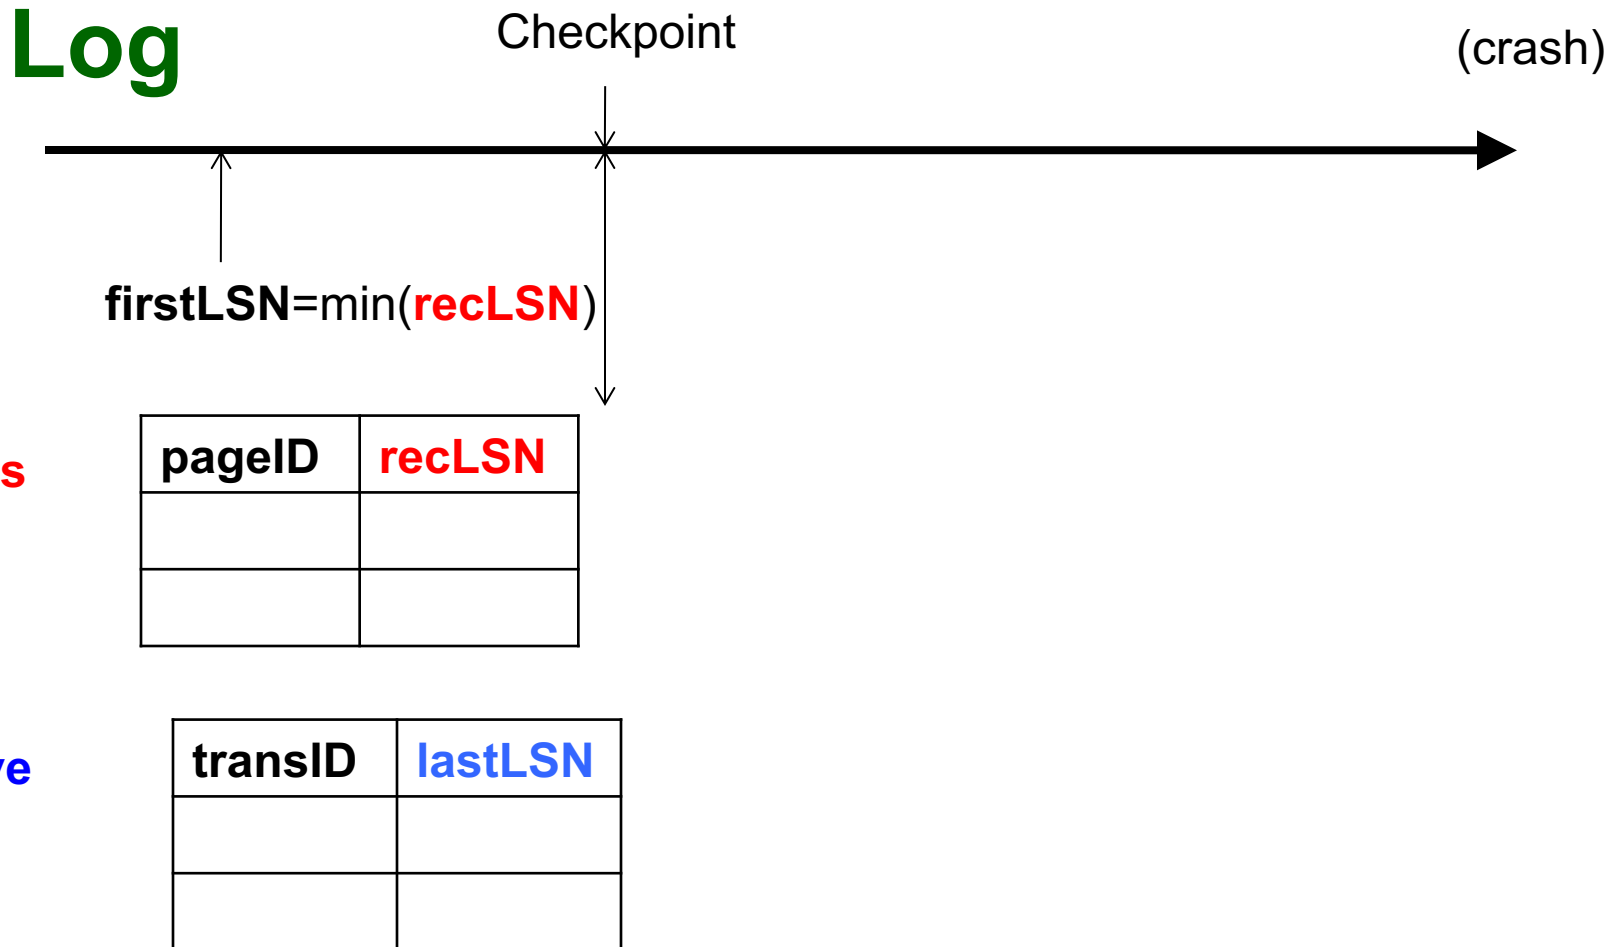 Log
Checkpoint
(crash)
firstLSN=min(recLSN)
s
pageID recLSN
transID lastLSN
ve